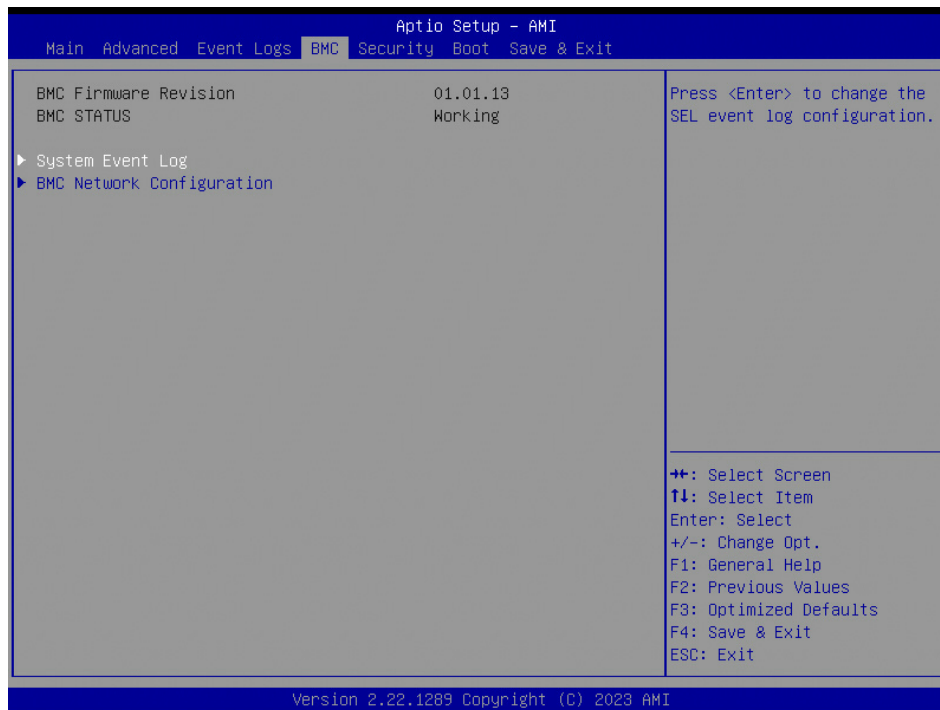 Aptio Setup – AMI
Main Advanced Event Logs BMC Security Boot Save & Exit
BMC Firmware Revision 01.01.13
BMC STATUS Working
System Event Log
BMC Network Configuration
Press <Enter> to change the
SEL event log configuration.
→←: Select Screen
↑↓: Select Item
Enter: Select
+/-: Change Opt.
F1: General Help
F2: Previous Values
F3: Optimized Defaults
F4: Save & Exit
ESC: Exit
Version 2.22.1289 Copyright (C) 2023 AMI